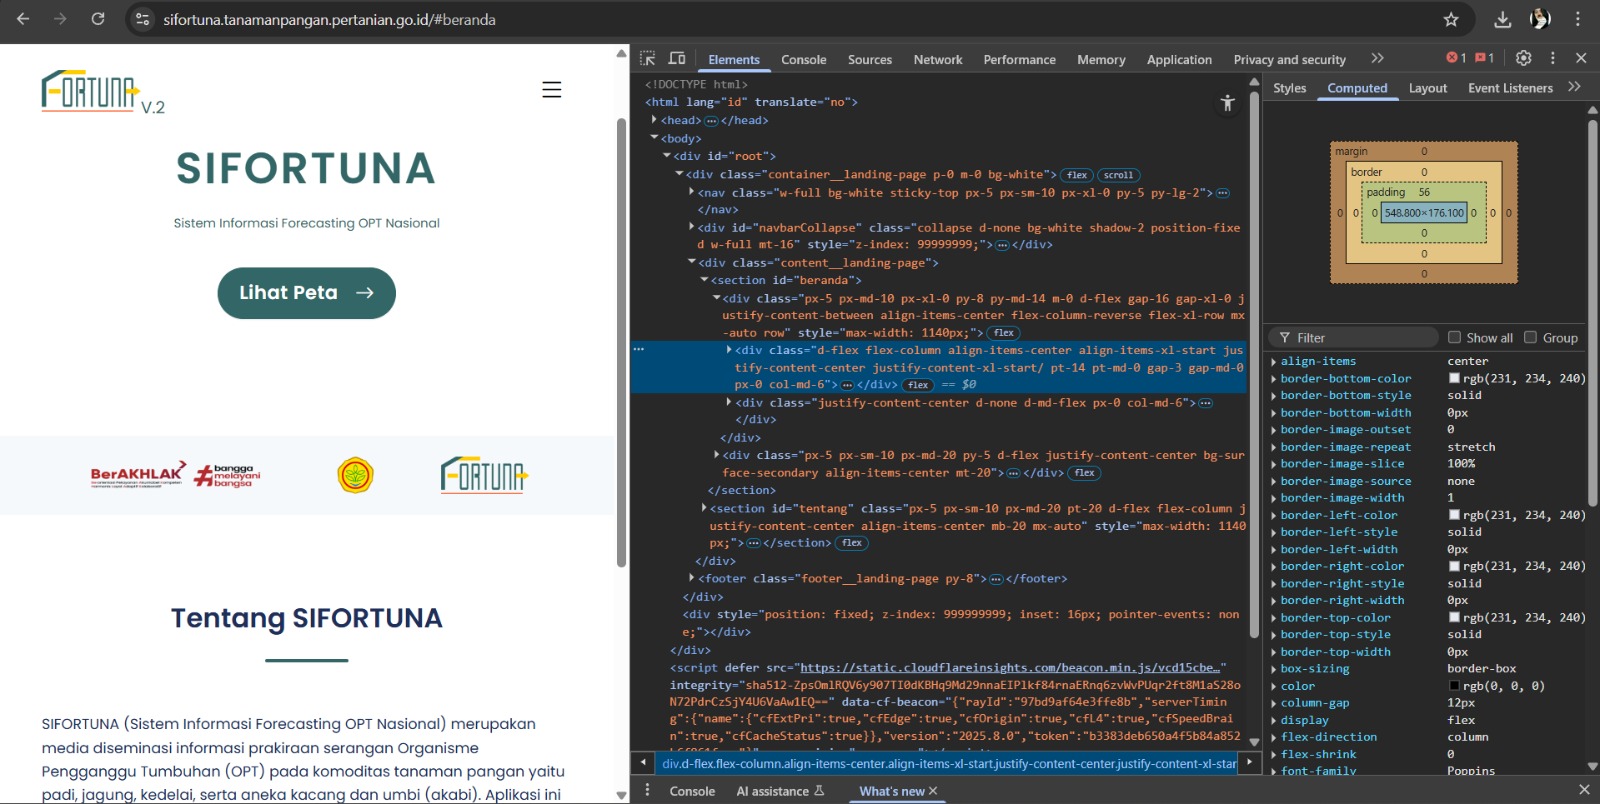 sifortuna.tanamanpangan.pertanian.go.id/#beranda
FORTUNA V.2
SIFORTUNA
Sistem Informasi Forecasting OPT Nasional
Lihat Peta →
BerAKHLAK
#bangga melayani bangsa
FORTUNA
Tentang SIFORTUNA
SIFORTUNA (Sistem Informasi Forecasting OPT Nasional) merupakan
media diseminasi informasi prakiraan serangan Organisme
Pengganggu Tumbuhan (OPT) pada komoditas tanaman pangan yaitu
padi, jagung, kedelai, serta aneka kacang dan umbi (akabi). Aplikasi ini
Elements Console Sources Network Performance Memory Application Privacy and security 1 1
<!DOCTYPE html>
<html lang="id" translate="no">
<head> </head>
<body>
<div id="root">
<div class="container__landing-page p-0 m-0 bg-white"> flex scroll
<nav class="w-full bg-white sticky-top px-5 px-sm-10 px-xl-0 py-5 py-lg-2">
</nav>
<div id="navbarCollapse" class="collapse d-none bg-white shadow-2 position-fixe
d w-full mt-16" style="z-index: 99999999;"> </div>
<div class="content__landing-page">
<section id="beranda">
<div class="px-5 px-md-10 px-xl-0 py-8 py-md-14 m-0 d-flex gap-16 gap-xl-0 j
ustify-content-between align-items-center flex-column-reverse flex-xl-row mx
-auto row" style="max-width: 1140px;"> flex
<div class="d-flex flex-column align-items-center align-items-xl-start jus
tify-content-center justify-content-xl-start/ pt-14 pt-md-0 gap-3 gap-md-0
px-0 col-md-6"> </div> flex == $0
<div class="justify-content-center d-none d-md-flex px-0 col-md-6">
</div>
</div>
<div class="px-5 px-sm-10 px-md-20 py-5 d-flex justify-content-center bg-sur
face-secondary align-items-center mt-20"> </div> flex
</section>
<section id="tentang" class="px-5 px-sm-10 px-md-20 pt-20 d-flex flex-column j
ustify-content-center align-items-center mb-20 mx-auto" style="max-width: 1140
px;"> </section> flex
</div>
<footer class="footer__landing-page py-8"> </footer>
</div>
<div style="position: fixed; z-index: 999999999; inset: 16px; pointer-events: non
e;"></div>
</div>
<script defer src="https://static.cloudflareinsights.com/beacon.min.js/vcd15cbe…"
data-cf-beacon='{"rayId":"97bd9af64e3ffe8b","serverTimin
g":{"name":{"cfExtPri":true,"cfEdge":true,"cfOrigin":true,"cfL4":true,"cfSpeedBrai
n":true,"cfCacheStatus":true}},"version":"2025.8.0","token":"b3383deb650a4f5b84a852
div.d-flex.flex-column.align-items-center.align-items-xl-start.justify-content-center.justify-content-xl-star
Console AI assistance What's new
Styles Computed Layout Event Listeners
margin 0
border 0
padding 56
0 0 0 548.800×176.100 0 0 0
0
0
0
Filter Show all Group
align-items center
border-bottom-color rgb(231, 234, 240)
border-bottom-style solid
border-bottom-width 0px
border-image-outset 0
border-image-repeat stretch
border-image-slice 100%
border-image-source none
border-image-width 1
border-left-color rgb(231, 234, 240)
border-left-style solid
border-left-width 0px
border-right-color rgb(231, 234, 240)
border-right-style solid
border-right-width 0px
border-top-color rgb(231, 234, 240)
border-top-style solid
border-top-width 0px
box-sizing border-box
color rgb(0, 0, 0)
column-gap 12px
display flex
flex-direction column
flex-shrink 0
font-family Poppins